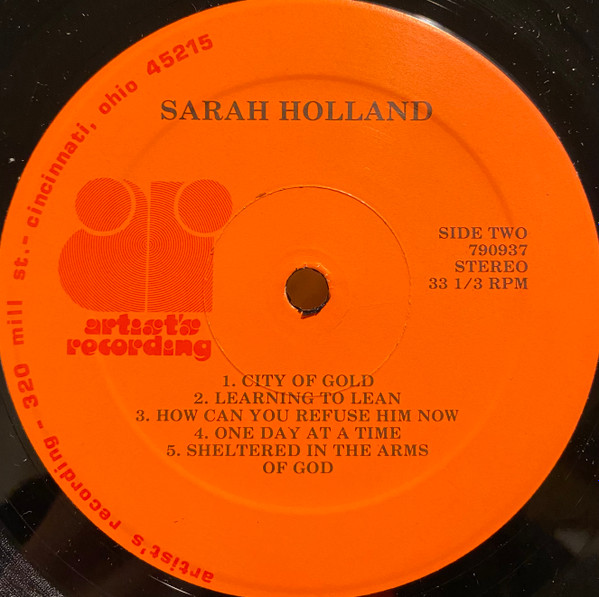 artist's recording - 320 mill st. - cincinnati, ohio 45215
SARAH HOLLAND
SIDE TWO
790937
STEREO
33 1/3 RPM
artist's
recording
1. CITY OF GOLD
2. LEARNING TO LEAN
3. HOW CAN YOU REFUSE HIM NOW
4. ONE DAY AT A TIME
5. SHELTERED IN THE ARMS
OF GOD